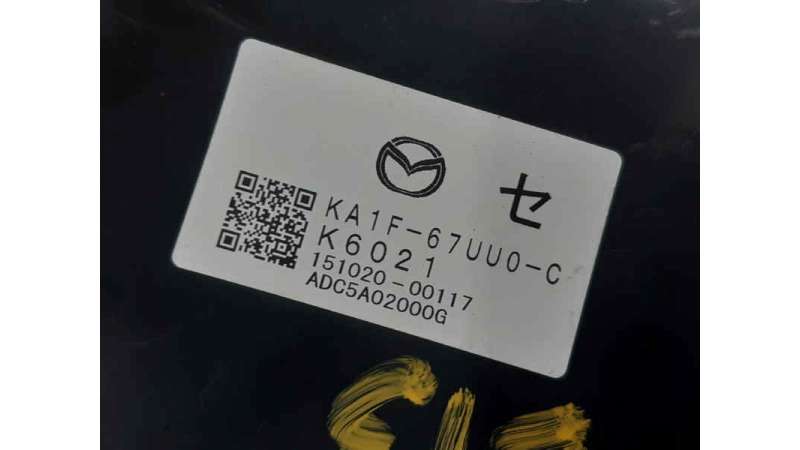 セ
KA1F-67UU0-C
K6021
151020-00117
ADC5A02000G